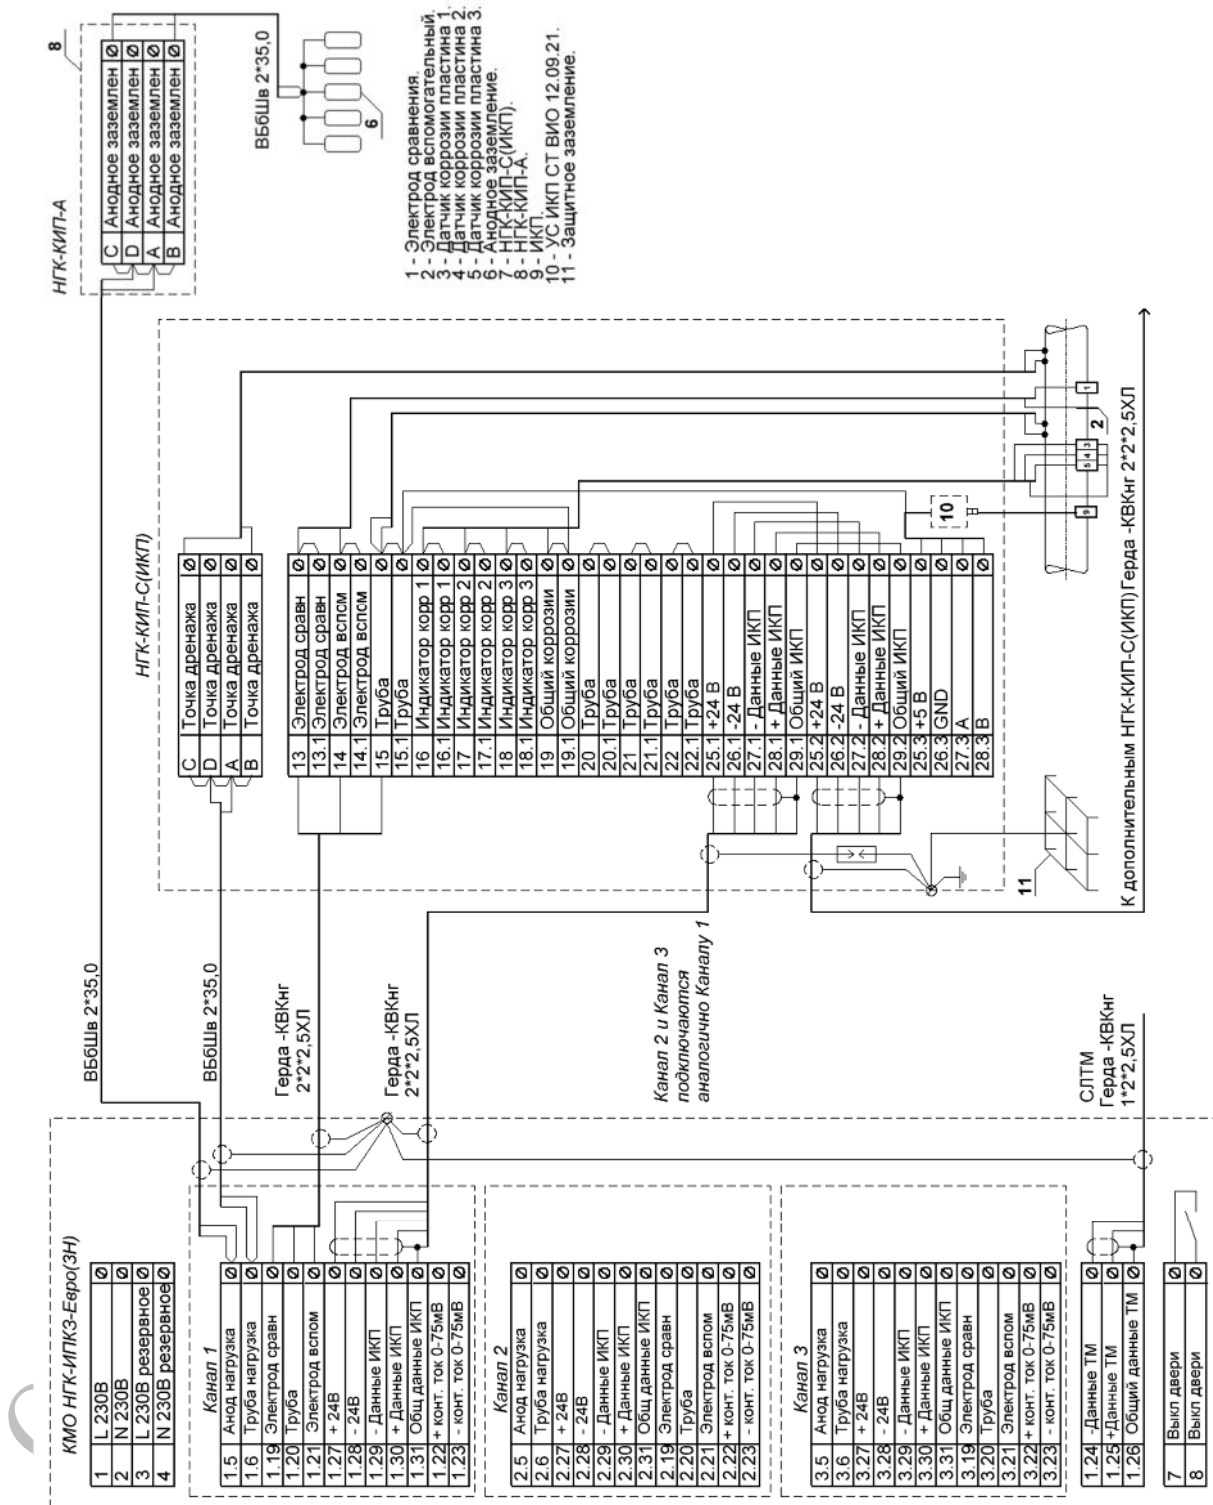 КМО НГК-ИПКЗ-Евро(3Н)
1 L 230В
2 N 230В
3 L 230В резервное
4 N 230В резервное
Канал 1
1.5 Анод нагрузка
1.6 Труба нагрузка
1.19 Электрод сравн
1.20 Труба
1.21 Электрод вспом
1.27 + 24В
1.28 - 24В
1.29 - Данные ИКП
1.30 + Данные ИКП
1.31 Общ данные ИКП
1.22 + конт. ток 0-75мВ
1.23 - конт. ток 0-75мВ
Канал 2
2.5 Анод нагрузка
2.6 Труба нагрузка
2.27 + 24В
2.28 - 24В
2.29 - Данные ИКП
2.30 + Данные ИКП
2.31 Общ данные ИКП
2.19 Электрод сравн
2.20 Труба
2.21 Электрод вспом
2.22 + конт. ток 0-75мВ
2.23 - конт. ток 0-75мВ
Канал 3
3.5 Анод нагрузка
3.6 Труба нагрузка
3.27 + 24В
3.28 - 24В
3.29 - Данные ИКП
3.30 + Данные ИКП
3.31 Общ данные ИКП
3.19 Электрод сравн
3.20 Труба
3.21 Электрод вспом
3.22 + конт. ток 0-75мВ
3.23 - конт. ток 0-75мВ
1.24 -Данные ТМ
1.25 +Данные ТМ
1.26 Общий данные ТМ
7 Выкл двери
8 Выкл двери
ВБбШв 2*35,0
ВБбШв 2*35,0
Герда -КВКнг
2*2*2,5ХЛ
Герда -КВКнг
2*2*2,5ХЛ
Канал 2 и Канал 3
подключаются
аналогично Каналу 1
СЛТМ
Герда -КВКнг
1*2*2,5ХЛ
НГК-КИП-С(ИКП)
C Точка дренажа
D Точка дренажа
A Точка дренажа
B Точка дренажа
13 Электрод сравн
13.1 Электрод сравн
14 Электрод вспом
14.1 Электрод вспом
15 Труба
15.1 Труба
16 Индикатор корр 1
16.1 Индикатор корр 1
17 Индикатор корр 2
17.1 Индикатор корр 2
18 Индикатор корр 3
18.1 Индикатор корр 3
19 Общий коррозии
19.1 Общий коррозии
20 Труба
20.1 Труба
21 Труба
21.1 Труба
22 Труба
22.1 Труба
25.1 +24 В
26.1 -24 В
27.1 - Данные ИКП
28.1 + Данные ИКП
29.1 Общий ИКП
25.2 +24 В
26.2 -24 В
27.2 - Данные ИКП
28.2 + Данные ИКП
29.2 Общий ИКП
25.3 +5 В
26.3 GND
27.3 A
28.3 B
11
10
9
5 4 3
2
1
К дополнительным НГК-КИП-С(ИКП) Герда -КВКнг 2*2*2,5ХЛ
НГК-КИП-А
8
C Анодное заземлен
D Анодное заземлен
A Анодное заземлен
B Анодное заземлен
ВБбШв 2*35,0
6
1 - Электрод сравнения.
2 - Электрод вспомогательный.
3 - Датчик коррозии пластина 1.
4 - Датчик коррозии пластина 2.
5 - Датчик коррозии пластина 3.
6 - Анодное заземление.
7 - НГК-КИП-С(ИКП).
8 - НГК-КИП-А.
9 - ИКП.
10 - УС ИКП СТ ВИО 12.09.21.
11 - Защитное заземление.